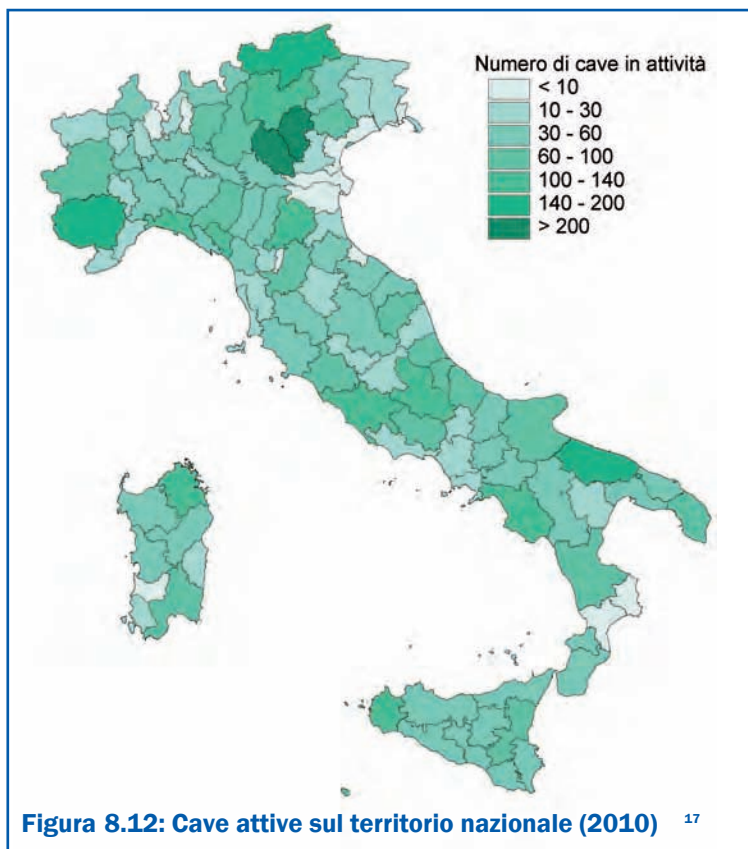 Numero di cave in attività
< 10
10 - 30
30 - 60
60 - 100
100 - 140
140 - 200
> 200
Figura 8.12: Cave attive sul territorio nazionale (2010) 17